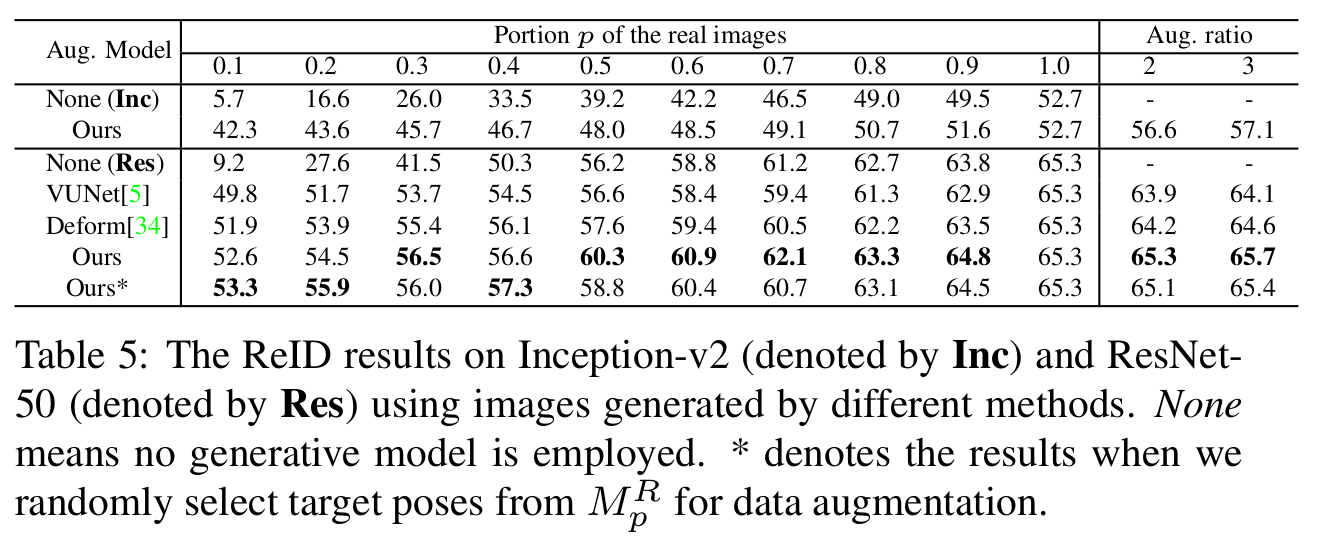 Aug. Model Portion p of the real images Aug. ratio
0.1 0.2 0.3 0.4 0.5 0.6 0.7 0.8 0.9 1.0 2 3
None (Inc) 5.7 16.6 26.0 33.5 39.2 42.2 46.5 49.0 49.5 52.7 - -
Ours 42.3 43.6 45.7 46.7 48.0 48.5 49.1 50.7 51.6 52.7 56.6 57.1
None (Res) 9.2 27.6 41.5 50.3 56.2 58.8 61.2 62.7 63.8 65.3 - -
VUNet[5] 49.8 51.7 53.7 54.5 56.6 58.4 59.4 61.3 62.9 65.3 63.9 64.1
Deform[34] 51.9 53.9 55.4 56.1 57.6 59.4 60.5 62.2 63.5 65.3 64.2 64.6
Ours 52.6 54.5 56.5 56.6 60.3 60.9 62.1 63.3 64.8 65.3 65.3 65.7
Ours* 53.3 55.9 56.0 57.3 58.8 60.4 60.7 63.1 64.5 65.3 65.1 65.4
Table 5: The ReID results on Inception-v2 (denoted by Inc) and ResNet-
50 (denoted by Res) using images generated by different methods. None
means no generative model is employed. * denotes the results when we
randomly select target poses from M_p^R for data augmentation.